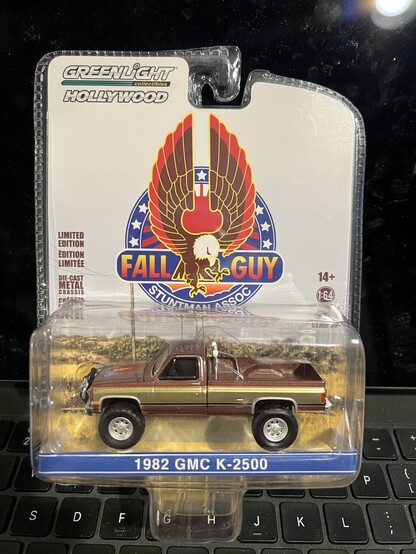 GREENLIGHT
collectibles
HOLLYWOOD
LIMITED
EDITION
EDITION
LIMITÉE
DIE-CAST
METAL
CHASSIS
FALL GUY
STUNTMAN ASSOC
14+
1:64
1982 GMC K-2500
S
D
F
G
H
J
K
L